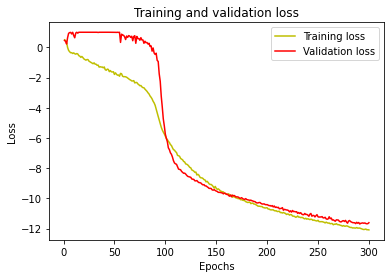 Training and validation loss
Training loss
Validation loss
0
−2
−4
−6
−8
−10
−12
Loss
0
50
100
150
200
250
300
Epochs